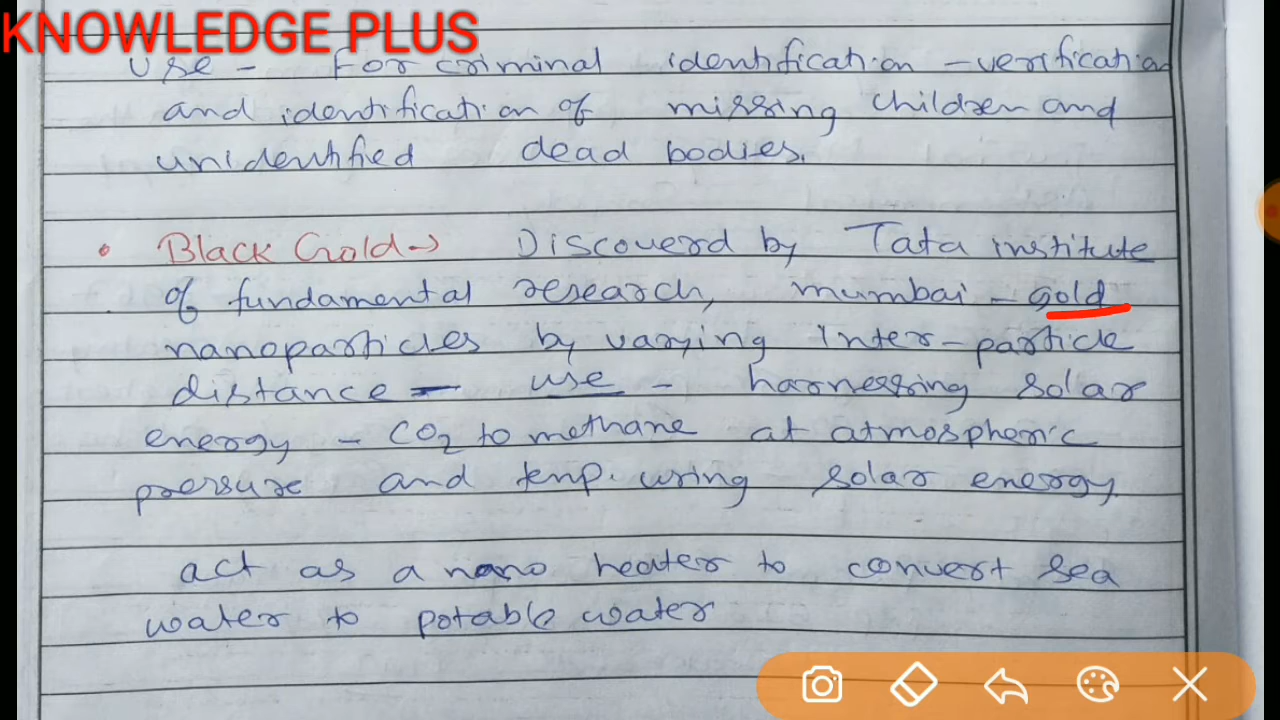 KNOWLEDGE PLUS
Use - For criminal identification - verification
and identification of missing children and
unidentified dead bodies.
• Black Gold → Discoverd by Tata institute
of fundamental research, mumbai - gold
nanoparticles by varying Inter-particle
distance - use - harnessing solar
energy - CO₂ to methane at atmospheric
pressure and temp. using solar energy.
act as a nano heater to convert sea
water to potable water